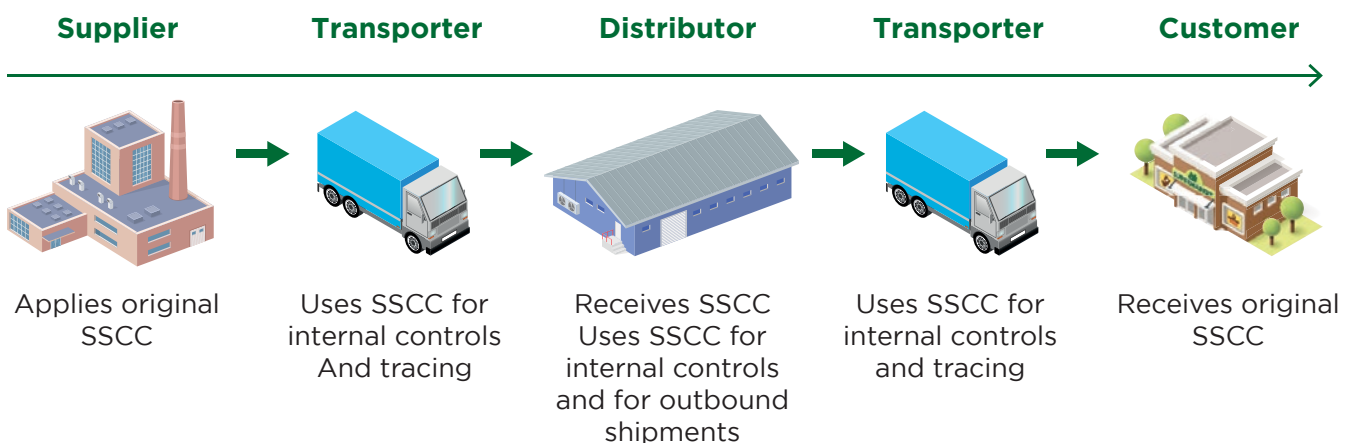 Supplier
Transporter
Distributor
Transporter
Customer
Applies original
SSCC
Uses SSCC for
internal controls
And tracing
Receives SSCC
Uses SSCC for
internal controls
and for outbound
shipments
Uses SSCC for
internal controls
and tracing
Receives original
SSCC